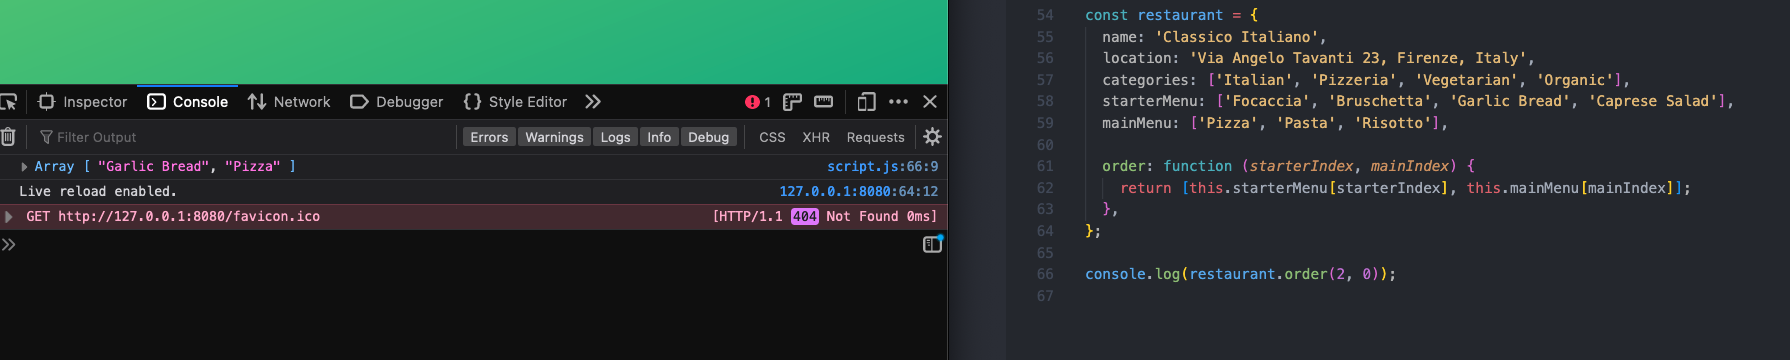 Inspector Console Network Debugger Style Editor 1
Filter Output Errors Warnings Logs Info Debug CSS XHR Requests
Array [ "Garlic Bread", "Pizza" ] script.js:66:9
Live reload enabled. 127.0.0.1:8080:64:12
GET http://127.0.0.1:8080/favicon.ico [HTTP/1.1 404 Not Found 0ms]
54 const restaurant = {
55 name: 'Classico Italiano',
56 location: 'Via Angelo Tavanti 23, Firenze, Italy',
57 categories: ['Italian', 'Pizzeria', 'Vegetarian', 'Organic'],
58 starterMenu: ['Focaccia', 'Bruschetta', 'Garlic Bread', 'Caprese Salad'],
59 mainMenu: ['Pizza', 'Pasta', 'Risotto'],
60
61 order: function (starterIndex, mainIndex) {
62 return [this.starterMenu[starterIndex], this.mainMenu[mainIndex]];
63 },
64 };
65
66 console.log(restaurant.order(2, 0));
67